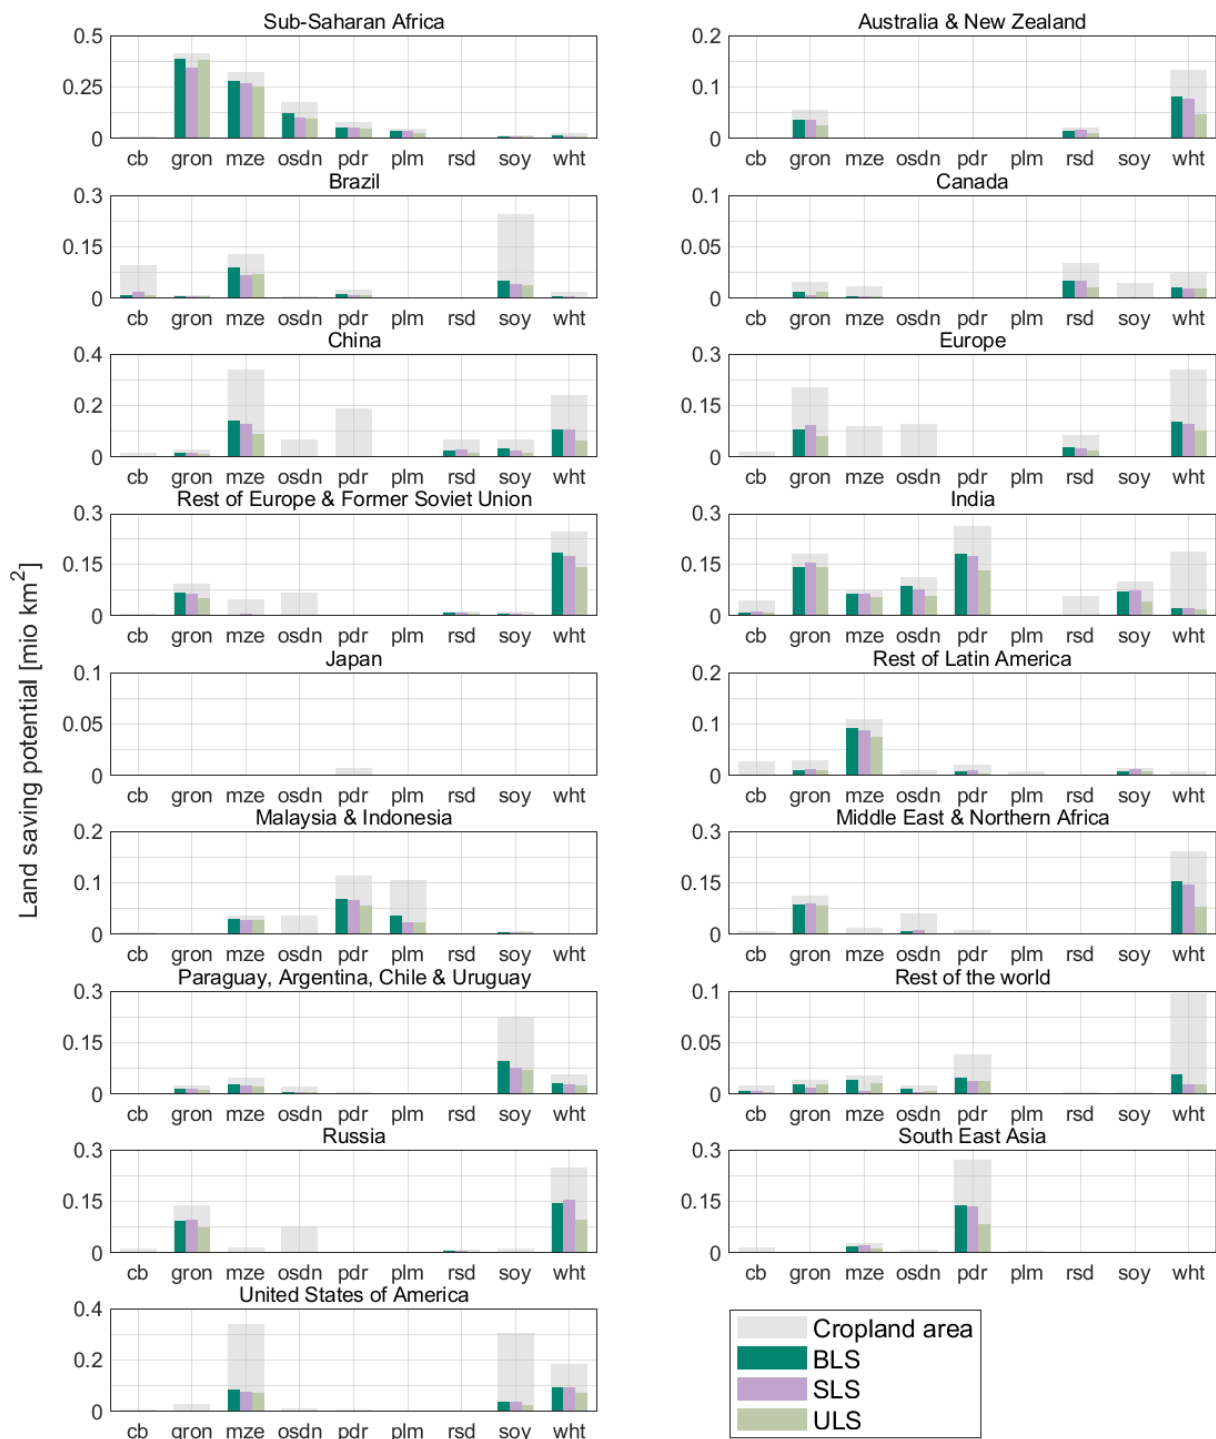 Sub-Saharan Africa
0.5
0.25
0
cb gron mze osdn pdr plm rsd soy wht
Australia & New Zealand
0.2
0.1
0
cb gron mze osdn pdr plm rsd soy wht
Brazil
0.3
0.15
0
cb gron mze osdn pdr plm rsd soy wht
Canada
0.1
0.05
0
cb gron mze osdn pdr plm rsd soy wht
China
0.4
0.2
0
cb gron mze osdn pdr plm rsd soy wht
Europe
0.3
0.15
0
cb gron mze osdn pdr plm rsd soy wht
Rest of Europe & Former Soviet Union
0.3
0.15
0
cb gron mze osdn pdr plm rsd soy wht
India
0.3
0.15
0
cb gron mze osdn pdr plm rsd soy wht
Land saving potential [mio km²]
Japan
0.1
0.05
0
cb gron mze osdn pdr plm rsd soy wht
Rest of Latin America
0.2
0.1
0
cb gron mze osdn pdr plm rsd soy wht
Malaysia & Indonesia
0.2
0.1
0
cb gron mze osdn pdr plm rsd soy wht
Middle East & Northern Africa
0.3
0.15
0
cb gron mze osdn pdr plm rsd soy wht
Paraguay, Argentina, Chile & Uruguay
0.3
0.15
0
cb gron mze osdn pdr plm rsd soy wht
Rest of the world
0.1
0.05
0
cb gron mze osdn pdr plm rsd soy wht
Russia
0.3
0.15
0
cb gron mze osdn pdr plm rsd soy wht
South East Asia
0.3
0.15
0
cb gron mze osdn pdr plm rsd soy wht
United States of America
0.4
0.2
0
cb gron mze osdn pdr plm rsd soy wht
Cropland area
BLS
SLS
ULS